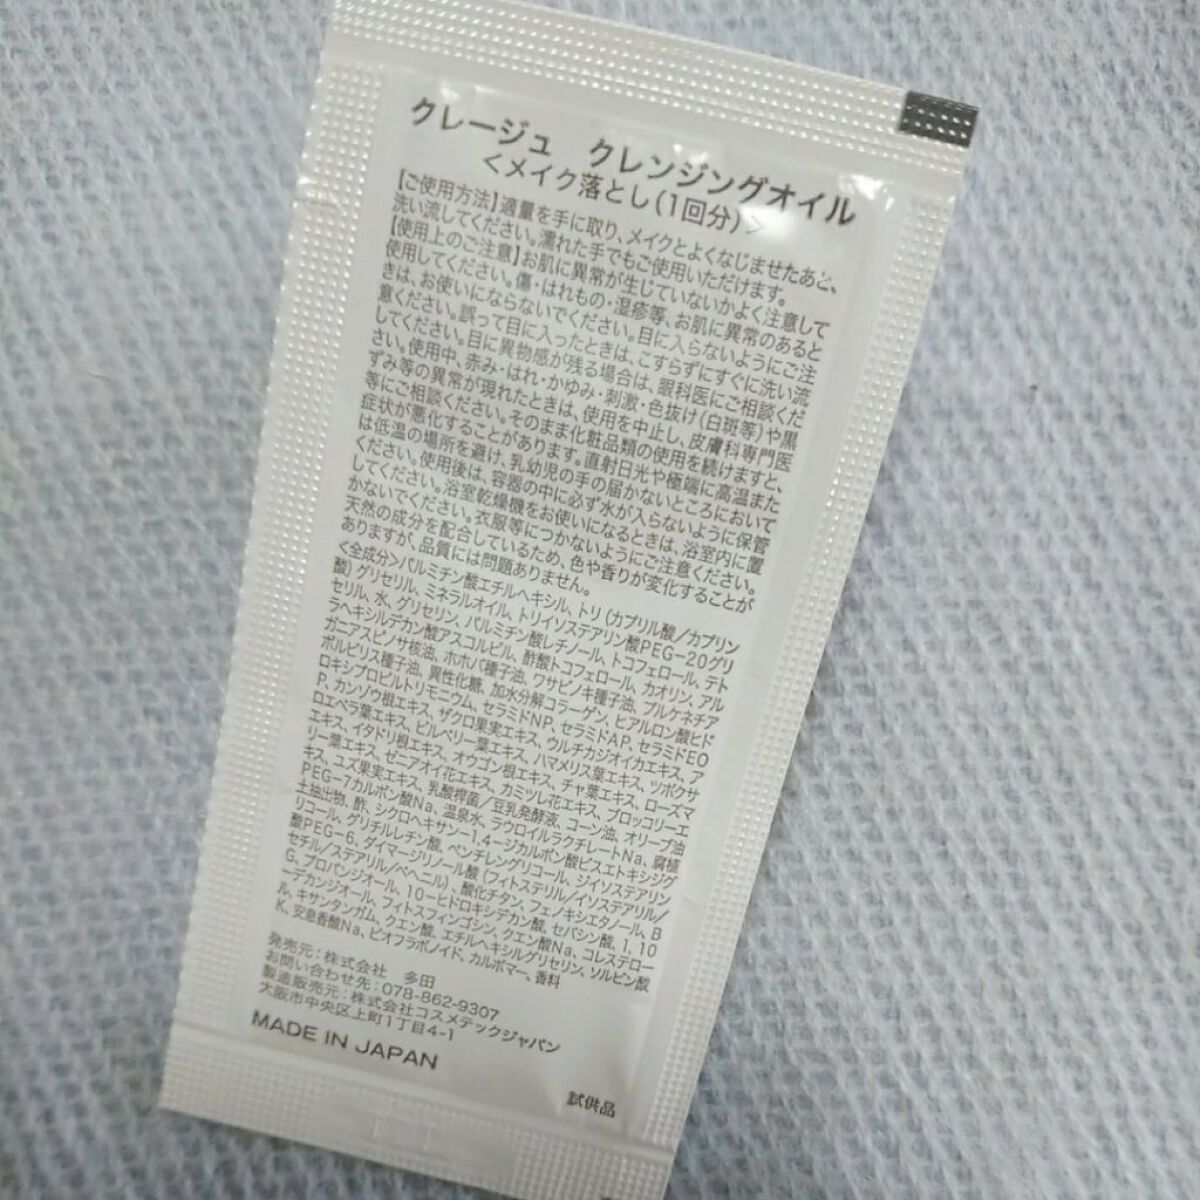 クレージュ　クレンジングオイル
＜メイク落とし(1回分)＞
【ご使用方法】適量を手に取り、メイクとよくなじませたあと、
洗い流してください。濡れた手でもご使用いただけます。
【使用上のご注意】お肌に異常が生じていないかよく注意して
使用してください。傷・はれもの・湿疹等、お肌に異常のあると
きは、お使いにならないでください。目に入らないようにご注
意ください。誤って目に入ったときは、こすらずにすぐに洗い流
してください。目に異物感が残る場合は、眼科医にご相談くだ
さい。使用中、赤み・はれ・かゆみ・刺激・色抜け(白斑等)や黒
ずみ等の異常が現れたときは、使用を中止し、皮膚科専門医
等にご相談ください。そのまま化粧品類の使用を続けますと、
症状が悪化することがあります。直射日光や極端に高温また
は低温の場所を避け、乳幼児の手の届かないところにおいて
ください。使用後は、容器の中に必ず水が入らないように保管
してください。浴室乾燥機をお使いになるときは、浴室内に置
かないでください。衣服等につかないようにご注意ください。
天然の成分を配合しているため、色や香りが変化することが
ありますが、品質には問題ありません。
＜全成分＞パルミチン酸エチルヘキシル、トリ(カプリル酸/カプリン
酸)グリセリル、ミネラルオイル、トリイソステアリン酸PEG-20グリ
セリル、水、グリセリン、パルミチン酸レチノール、トコフェロール、テト
ラヘキシルデカン酸アスコルビル、酢酸トコフェロール、カオリン、アル
ガニアスピノサ核油、ホホバ種子油、ワサビノキ種子油、プルケネチア
ボルビリス種子油、異性化糖、加水分解コラーゲン、ヒアルロン酸ヒド
ロキシプロピルトリモニウム、セラミドNP、セラミドAP、セラミドEO
P、カンゾウ根エキス、ザクロ果実エキス、ウルチカジオイカエキス、ア
ロエベラ葉エキス、ビルベリー葉エキス、ハマメリス葉エキス、ツボクサ
エキス、イタドリ根エキス、オウゴン根エキス、チャ葉エキス、ローズマ
リー葉エキス、ゼニアオイ花エキス、カミツレ花エキス、ブロッコリーエ
キス、ユズ果実エキス、乳酸桿菌/豆乳発酵液、コーン油、オリーブ油
PEG-7カルボン酸Na、温泉水、ラウロイルラクチレートNa、腐植
土抽出物、酢、シクロヘキサン-1,4-ジカルボン酸ビスエトキシジグ
リコール、グリチルレチン酸、ペンチレングリコール、ジイソステアリン
酸PEG-6、ダイマージリノール酸(フィトステリル/イソステアリル/
セチル/ステアリル/ベヘニル)、酸化チタン、フェノキシエタノール、B
G、プロパンジオール、10-ヒドロキシデカン酸、セバシン酸、1,10
-デカンジオール、フィトスフィンゴシン、クエン酸Na、コレステロー
ル、キサンタンガム、クエン酸、エチルヘキシルグリセリン、ソルビン酸
K、安息香酸Na、ビオフラボノイド、カルボマー、香料
発売元：株式会社　多田
お問い合わせ先：078-862-9307
製造販売元：株式会社コスメテックジャパン
大阪市中央区上町1丁目4-1
MADE IN JAPAN
試供品